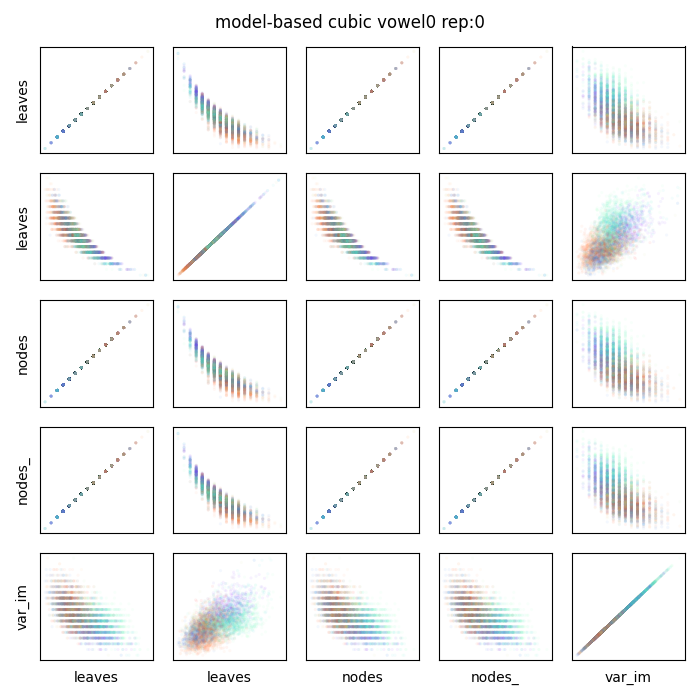 model-based cubic vowel0 rep:0
leaves
leaves
nodes
nodes_
var_im
leaves
leaves
nodes
nodes_
var_im